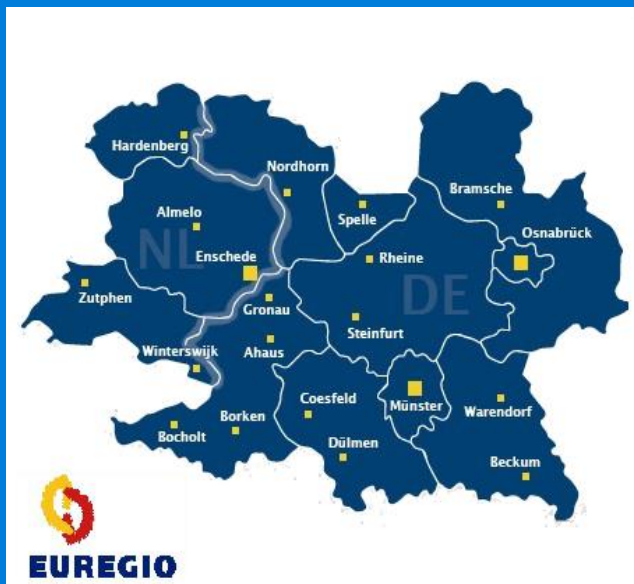 Hardenberg
Nordhorn
Bramsche
Almelo
Spelle
Osnabrück
NL
Enschede
Rheine
DE
Zutphen
Gronau
Steinfurt
Winterswijk
Ahaus
Coesfeld
Münster
Warendorf
Borken
Bocholt
Dülmen
Beckum
EUREGIO